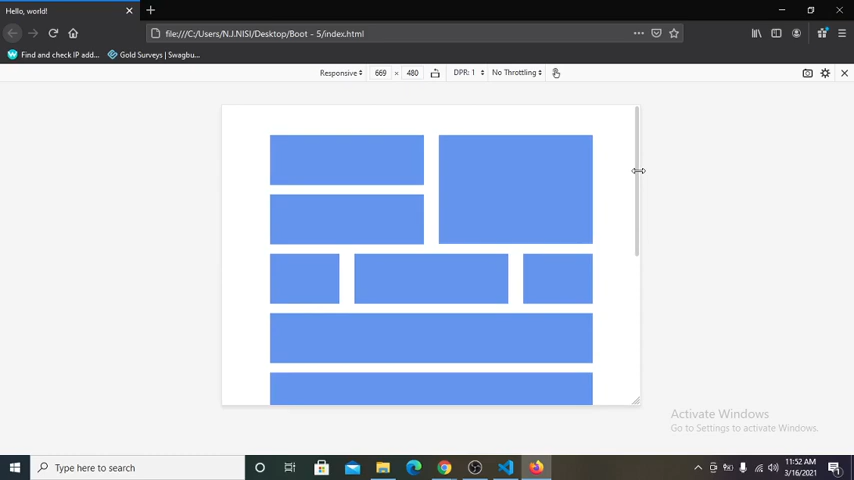 Hello, world!
file:///C:/Users/N.J.NISI/Desktop/Boot - 5/index.html
Find and check IP add... Gold Surveys | Swagbu...
Responsive 669 × 480 DPR: 1 No Throttling
Activate Windows
Go to Settings to activate Windows.
Type here to search
11:52 AM
3/16/2021
1